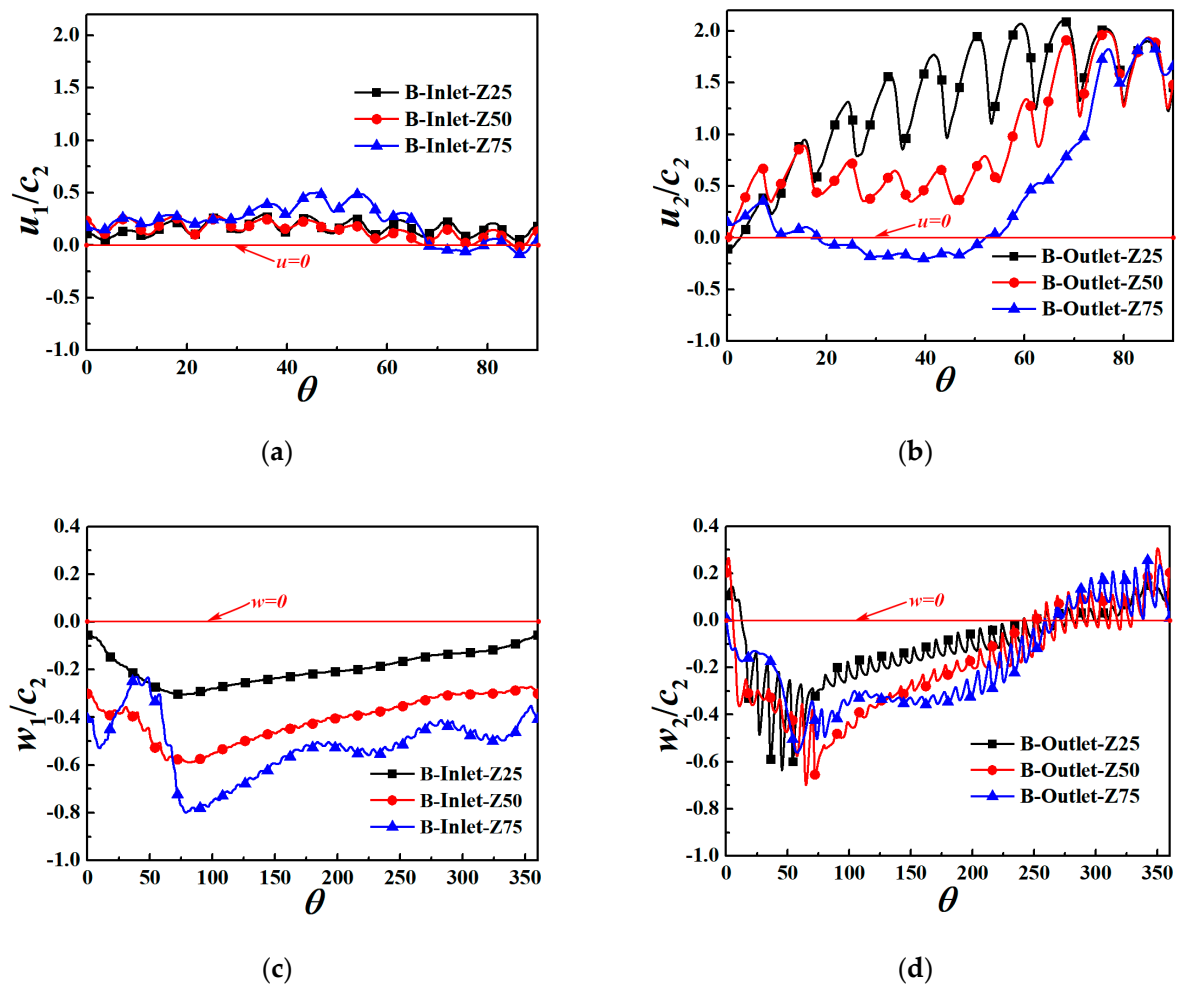 2.0
1.5
1.0
0.5
0.0
-0.5
-1.0
u₁/c₂
B-Inlet-Z25
B-Inlet-Z50
B-Inlet-Z75
u=0
0 20 40 60 80
θ
(a)
2.0
1.5
1.0
0.5
0.0
-0.5
-1.0
u₂/c₂
u=0
B-Outlet-Z25
B-Outlet-Z50
B-Outlet-Z75
0 20 40 60 80
θ
(b)
0.4
0.2
0.0
-0.2
-0.4
-0.6
-0.8
-1.0
w₁/c₂
w=0
B-Inlet-Z25
B-Inlet-Z50
B-Inlet-Z75
0 50 100 150 200 250 300 350
θ
(c)
0.4
0.2
0.0
-0.2
-0.4
-0.6
-0.8
-1.0
w₂/c₂
w=0
B-Outlet-Z25
B-Outlet-Z50
B-Outlet-Z75
0 50 100 150 200 250 300 350
θ
(d)